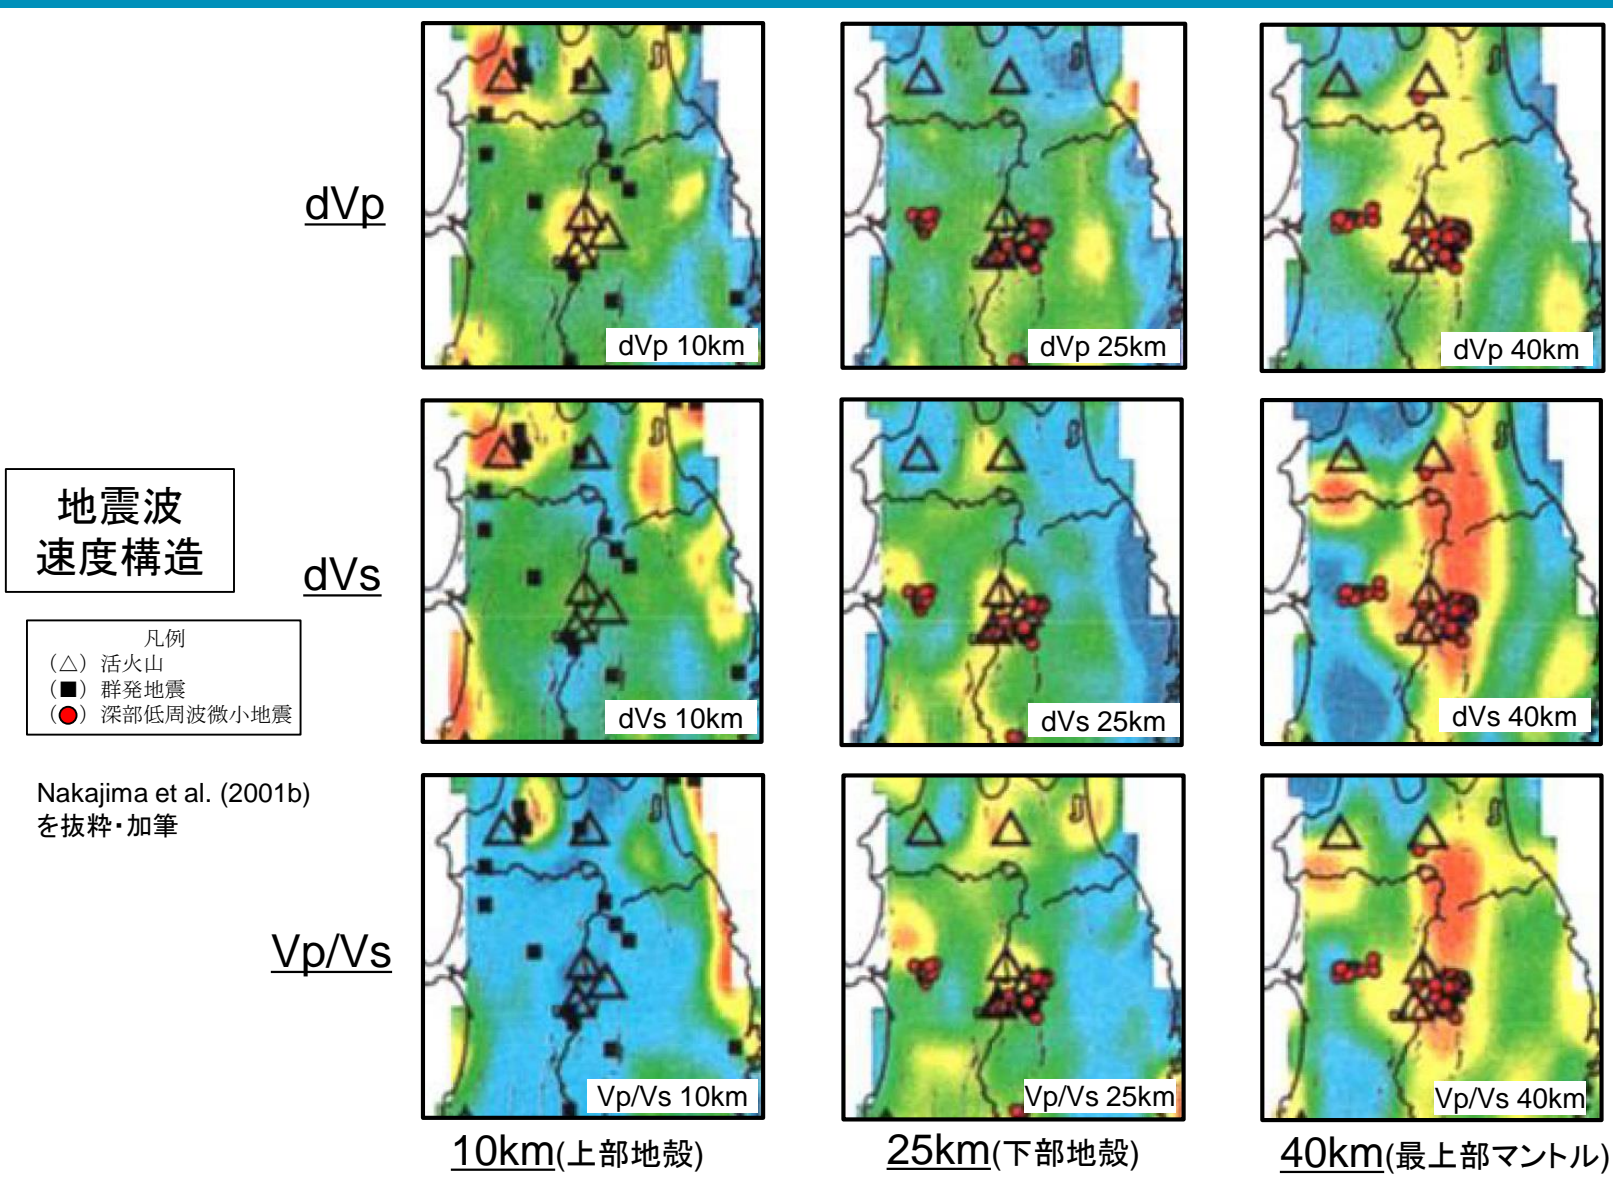 dVp
dVp 10km
dVp 25km
dVp 40km
地震波
速度構造
dVs
dVs 10km
dVs 25km
dVs 40km
凡例
（△）活火山
（■）群発地震
（●）深部低周波微小地震
Nakajima et al. (2001b)
を抜粋・加筆
Vp/Vs
Vp/Vs 10km
Vp/Vs 25km
Vp/Vs 40km
10km(上部地殻)
25km(下部地殻)
40km(最上部マントル)